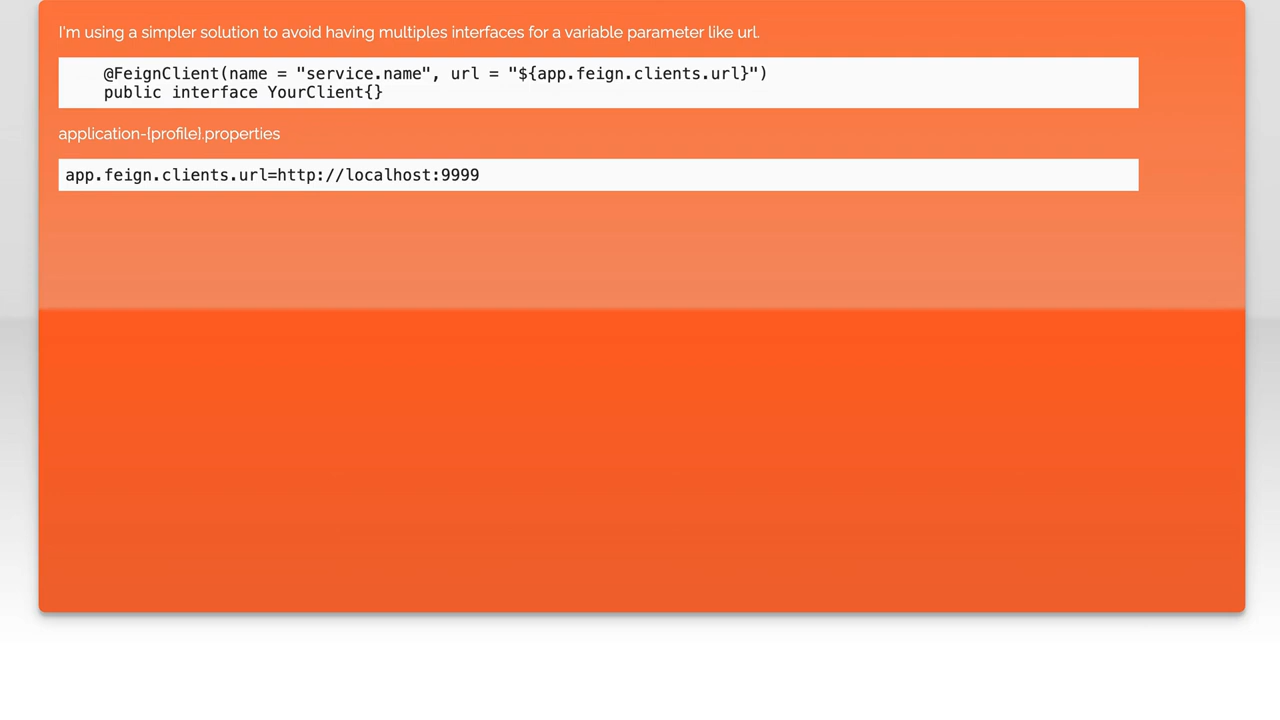 I'm using a simpler solution to avoid having multiples interfaces for a variable parameter like url.
@FeignClient(name = "service.name", url = "${app.feign.clients.url}")
public interface YourClient{}
application-{profile}.properties
app.feign.clients.url=http://localhost:9999